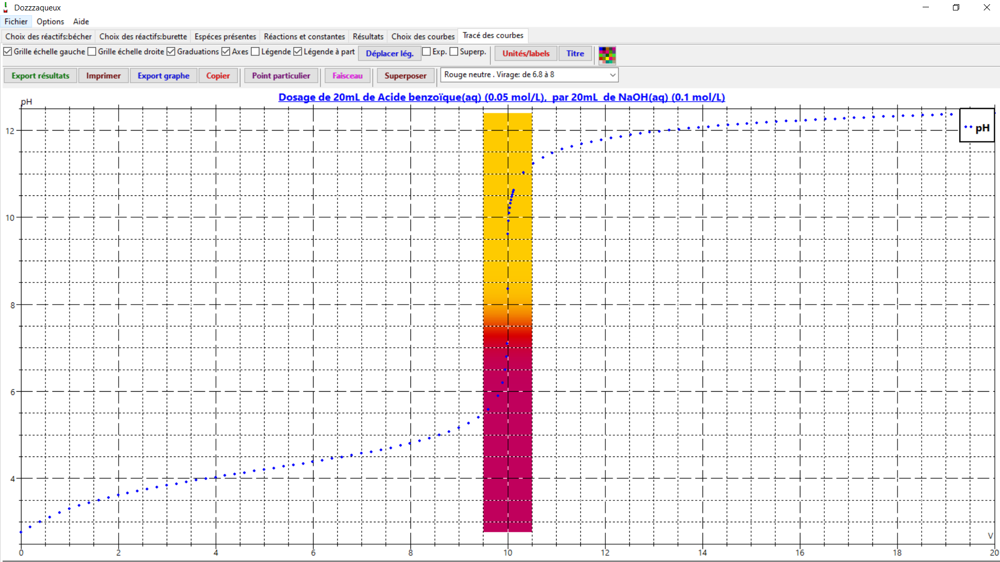 Dozzzaqueux
Fichier Options Aide
Choix des réactifs:bécher Choix des réactifs:burette Espéces présentes Réactions et constantes Résultats Choix des courbes Tracé des courbes
Grille échelle gauche Grille échelle droite Graduations Axes Légende Légende à part Déplacer lég. Exp. Superp. Unités/labels Titre
Export résultats Imprimer Export graphe Copier Point particulier Faisceau Superposer Rouge neutre . Virage: de 6.8 à 8
Dosage de 20mL de Acide benzoïque(aq) (0.05 mol/L), par 20mL de NaOH(aq) (0.1 mol/L)
pH
pH
12
10
8
6
4
V
0 2 4 6 8 10 12 14 16 18 20